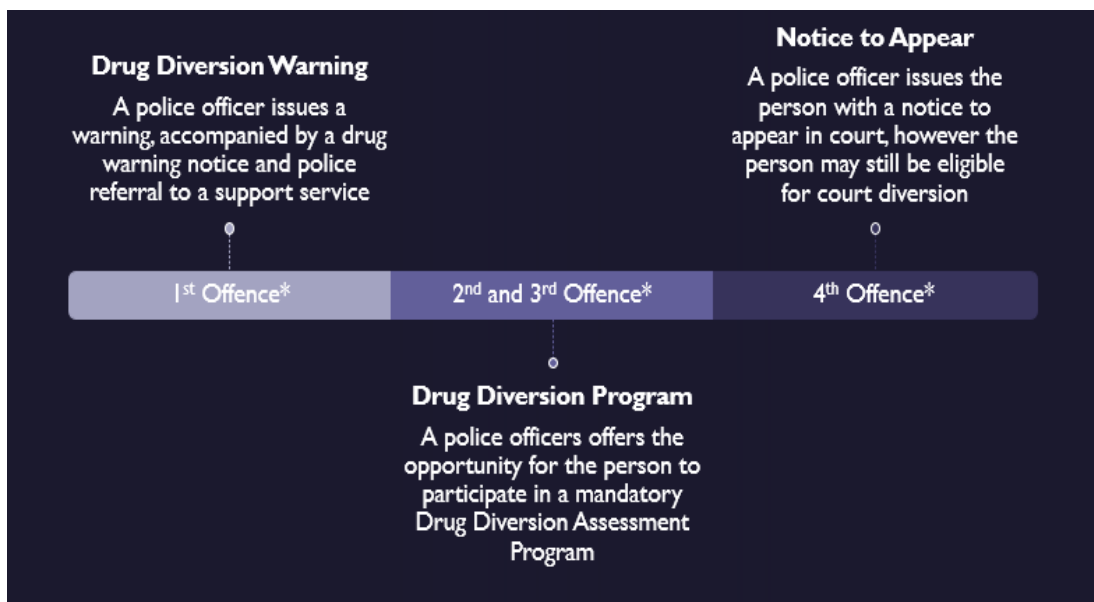 Drug Diversion Warning
A police officer issues a
warning, accompanied by a drug
warning notice and police
referral to a support service
Notice to Appear
A police officer issues the
person with a notice to
appear in court, however the
person may still be eligible
for court diversion
1st Offence*
2nd and 3rd Offence*
4th Offence*
Drug Diversion Program
A police officers offers the
opportunity for the person to
participate in a mandatory
Drug Diversion Assessment
Program